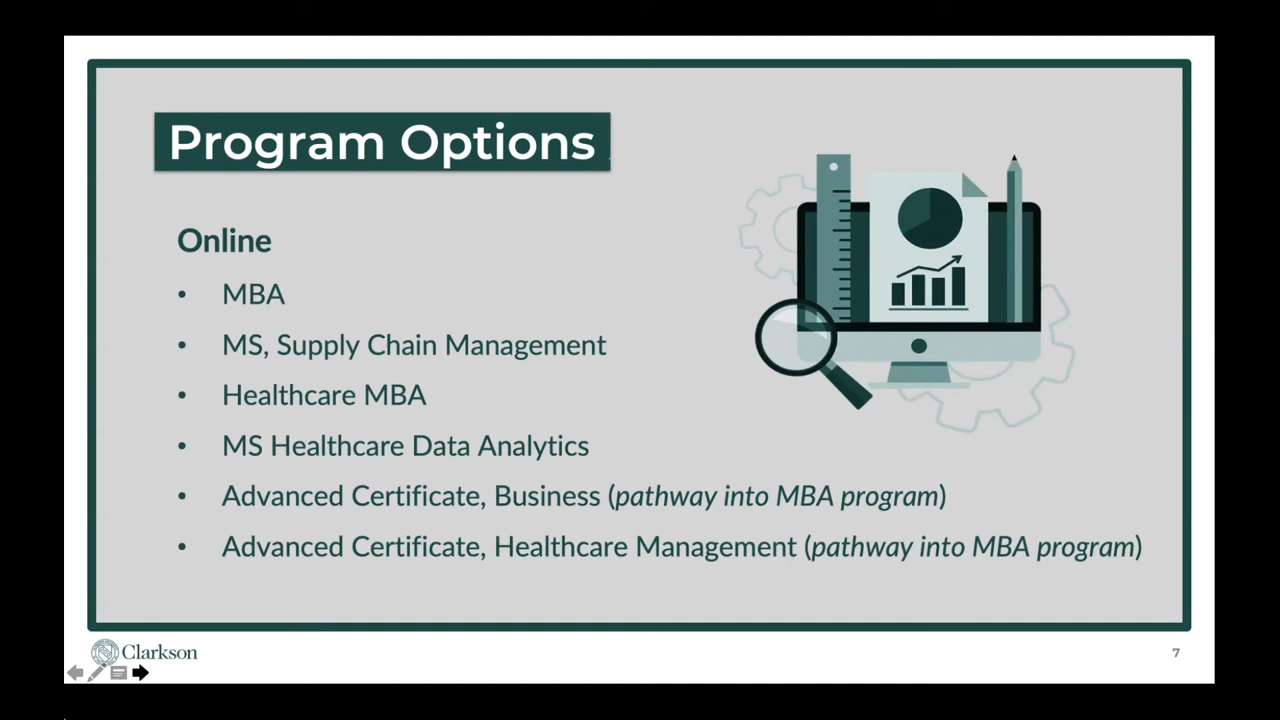 Program Options
Online
• MBA
• MS, Supply Chain Management
• Healthcare MBA
• MS Healthcare Data Analytics
• Advanced Certificate, Business (pathway into MBA program)
• Advanced Certificate, Healthcare Management (pathway into MBA program)
Clarkson
7